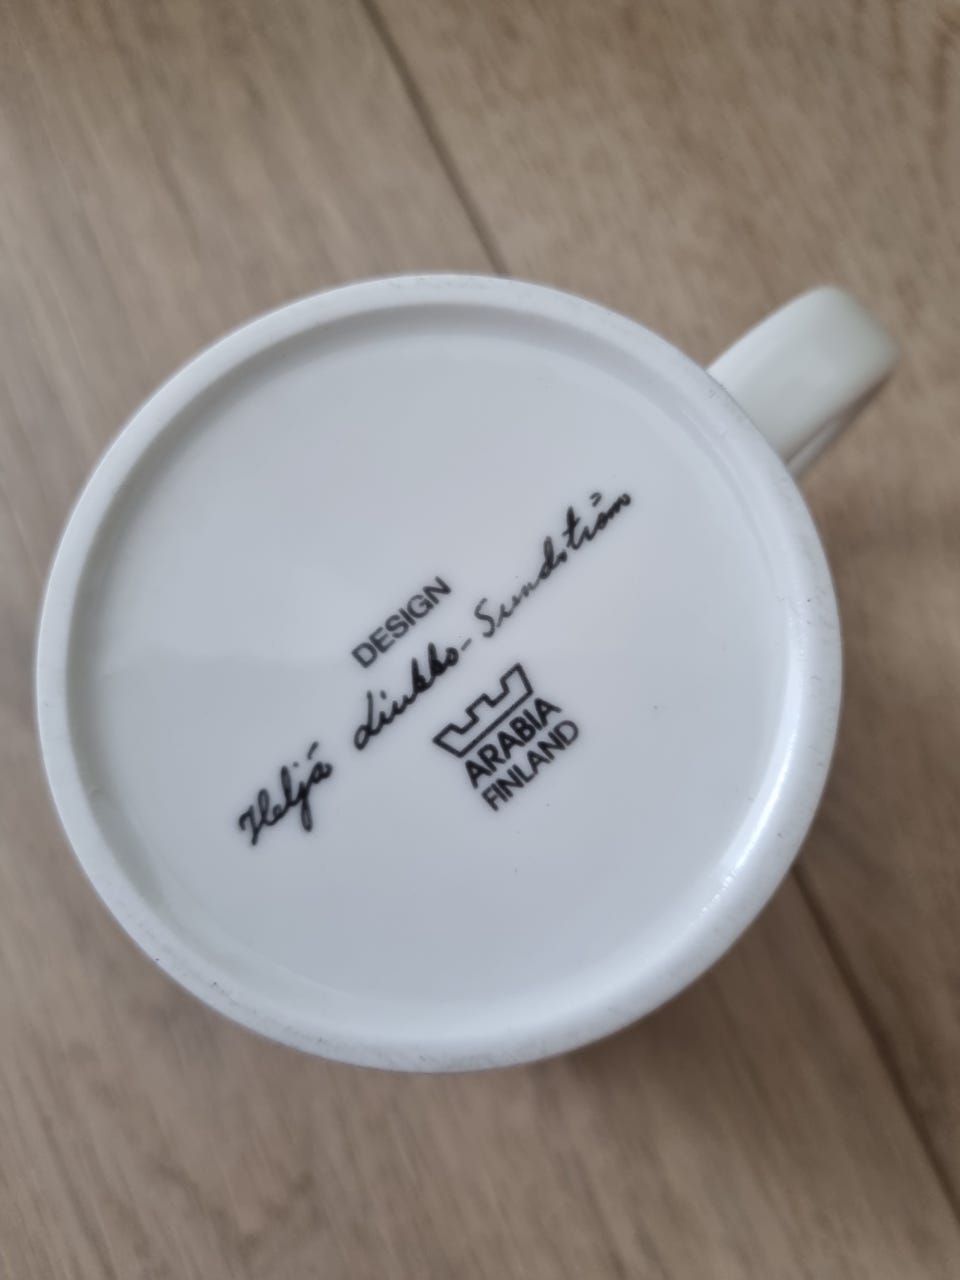 DESIGN
Heljä Liukko-Sundström
ARABIA
FINLAND